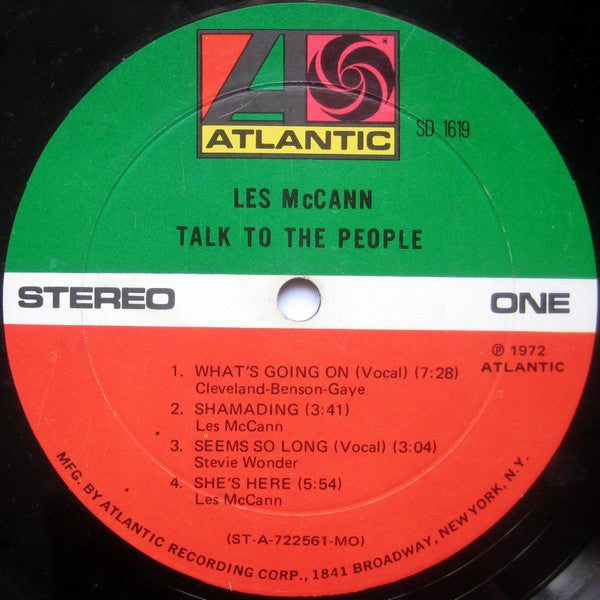 ATLANTIC
SD 1619
LES McCANN
TALK TO THE PEOPLE
STEREO
ONE
℗ 1972
ATLANTIC
1. WHAT'S GOING ON (Vocal) (7:28)
Cleveland-Benson-Gaye
2. SHAMADING (3:41)
Les McCann
3. SEEMS SO LONG (Vocal) (3:04)
Stevie Wonder
4. SHE'S HERE (5:54)
Les McCann
(ST-A-722561-MO)
MFG. BY ATLANTIC RECORDING CORP., 1841 BROADWAY, NEW YORK, N.Y.